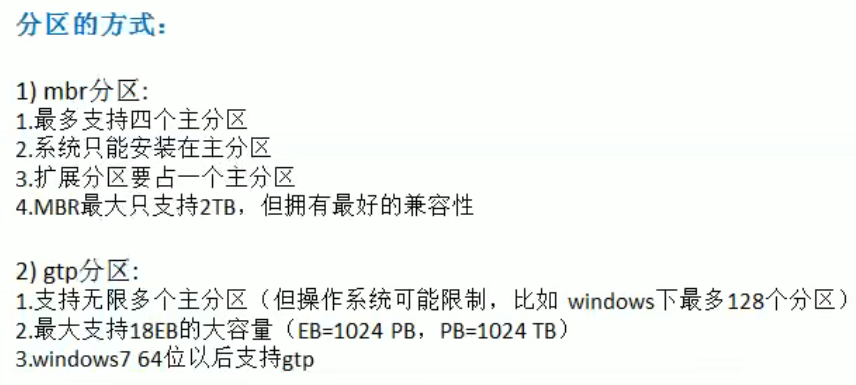 分区的方式：
1) mbr分区:
1.最多支持四个主分区
2.系统只能安装在主分区
3.扩展分区要占一个主分区
4.MBR最大只支持2TB，但拥有最好的兼容性
2) gtp分区:
1.支持无限多个主分区（但操作系统可能限制，比如 windows下最多128个分区）
2.最大支持18EB的大容量（EB=1024 PB，PB=1024 TB）
3.windows7 64位以后支持gtp